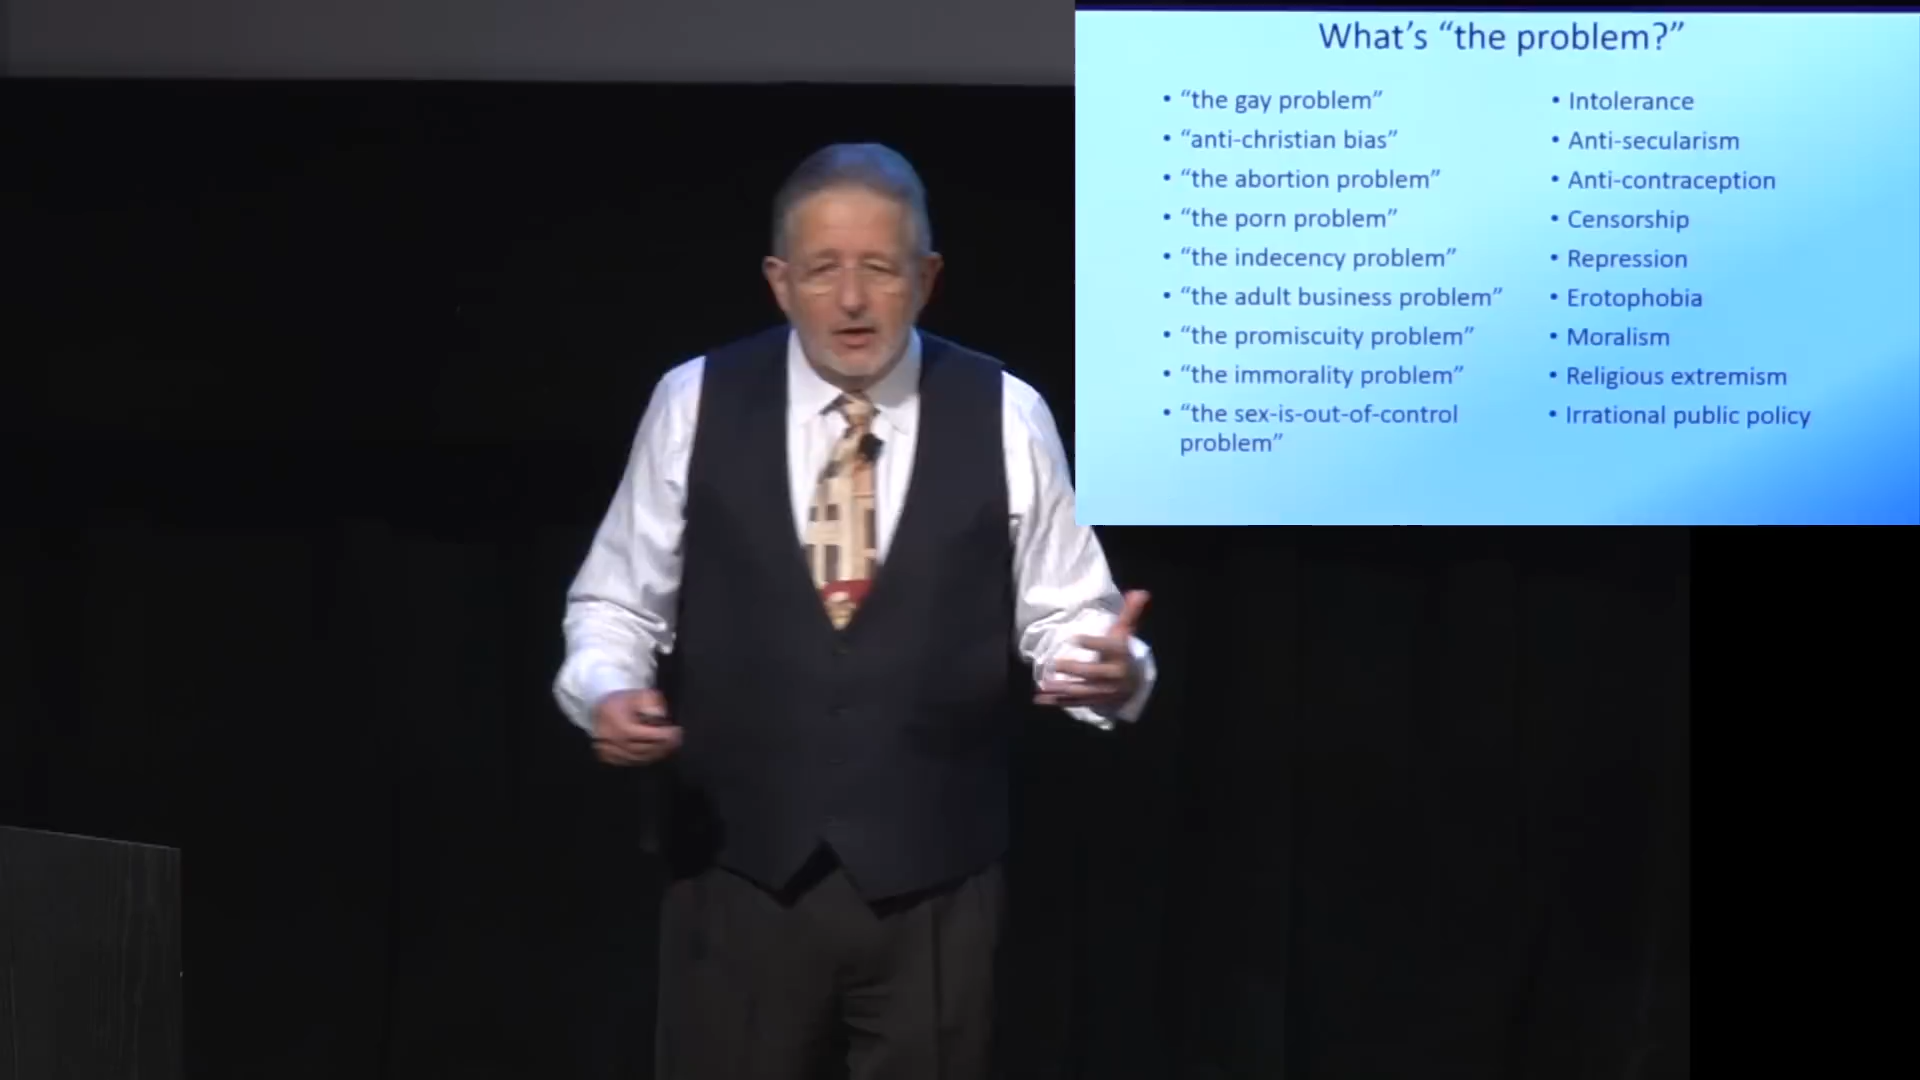 What's “the problem?”
• “the gay problem”
• “anti-christian bias”
• “the abortion problem”
• “the porn problem”
• “the indecency problem”
• “the adult business problem”
• “the promiscuity problem”
• “the immorality problem”
• “the sex-is-out-of-control
problem”
• Intolerance
• Anti-secularism
• Anti-contraception
• Censorship
• Repression
• Erotophobia
• Moralism
• Religious extremism
• Irrational public policy